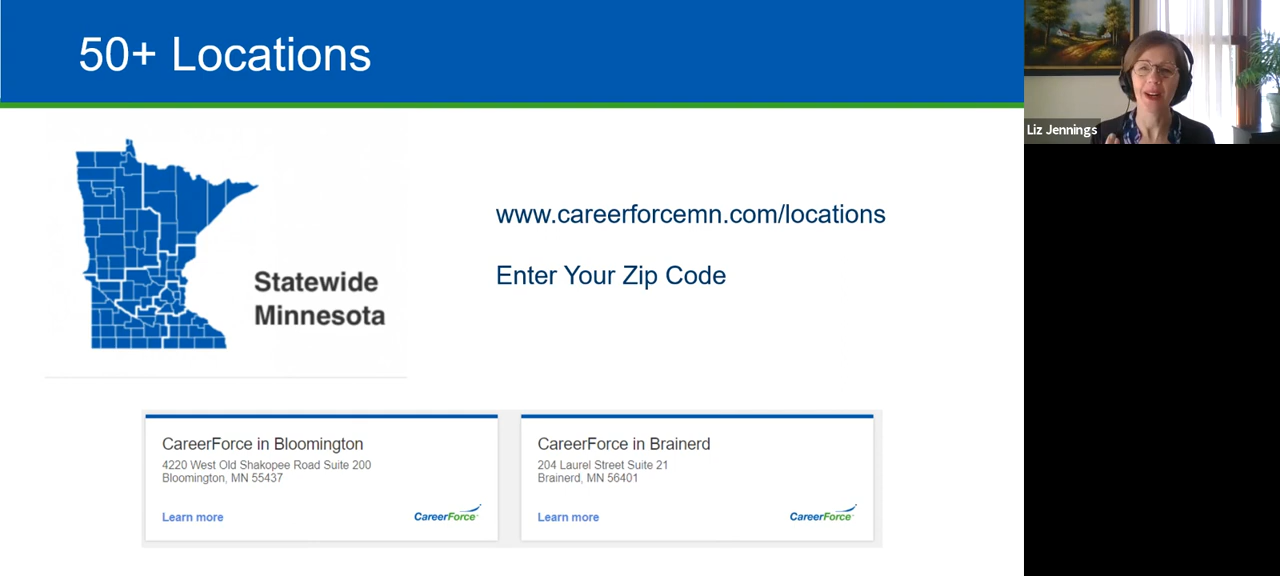 50+ Locations
Liz Jennings
www.careerforcemn.com/locations
Enter Your Zip Code
Statewide
Minnesota
CareerForce in Bloomington
4220 West Old Shakopee Road Suite 200
Bloomington, MN 55437
Learn more
CareerForce
CareerForce in Brainerd
204 Laurel Street Suite 21
Brainerd, MN 56401
Learn more
CareerForce